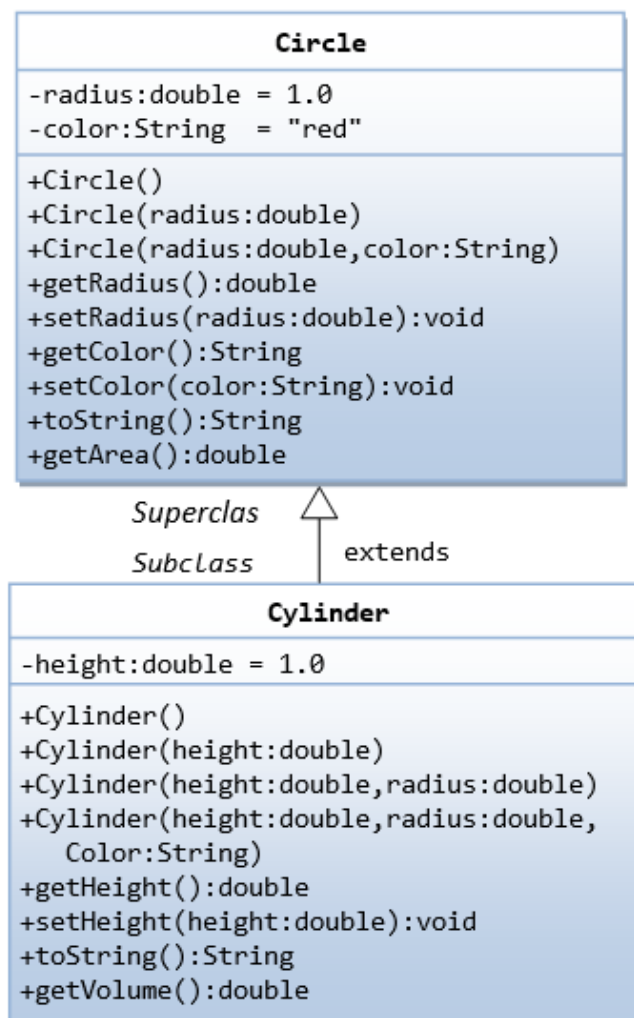 Circle
-radius:double = 1.0
-color:String  = "red"
+Circle()
+Circle(radius:double)
+Circle(radius:double,color:String)
+getRadius():double
+setRadius(radius:double):void
+getColor():String
+setColor(color:String):void
+toString():String
+getArea():double
Superclas
Subclass
extends
Cylinder
-height:double = 1.0
+Cylinder()
+Cylinder(height:double)
+Cylinder(height:double,radius:double)
+Cylinder(height:double,radius:double,
Color:String)
+getHeight():double
+setHeight(height:double):void
+toString():String
+getVolume():double